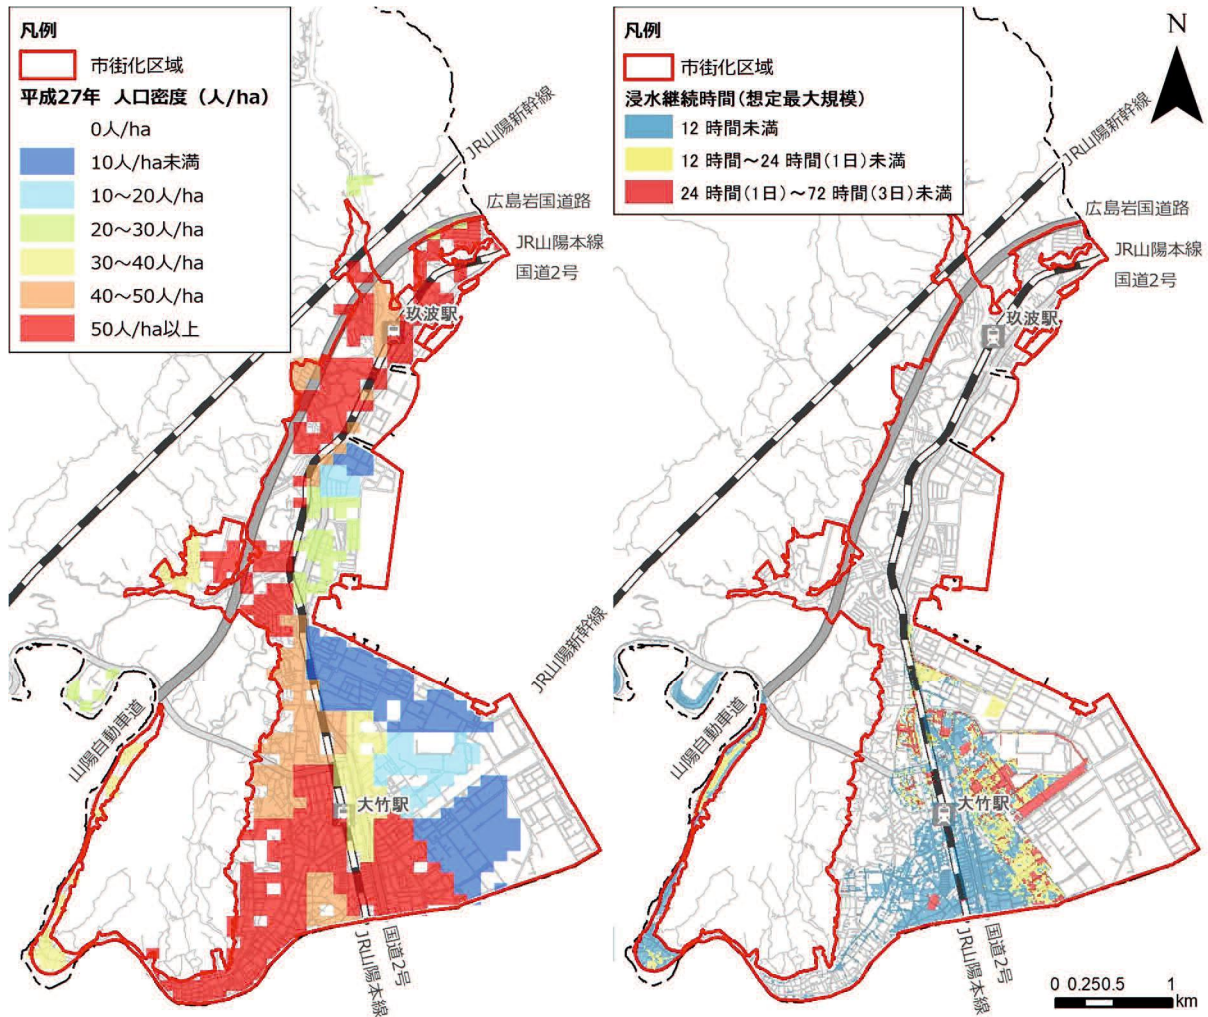 凡例
市街化区域
平成27年 人口密度（人/ha）
0人/ha
10人/ha未満
10～20人/ha
20～30人/ha
30～40人/ha
40～50人/ha
50人/ha以上
JR山陽新幹線
広島岩国道路
JR山陽本線
国道2号
玖波駅
JR山陽新幹線
山陽自動車道
大竹駅
国道2号
JR山陽本線
凡例
市街化区域
浸水継続時間（想定最大規模）
12 時間未満
12 時間～24 時間（1日）未満
24 時間（1日）～72 時間（3日）未満
N
JR山陽新幹線
広島岩国道路
JR山陽本線
国道2号
玖波駅
山陽自動車道
大竹駅
国道2号
JR山陽本線
0 0.250.5 1
km